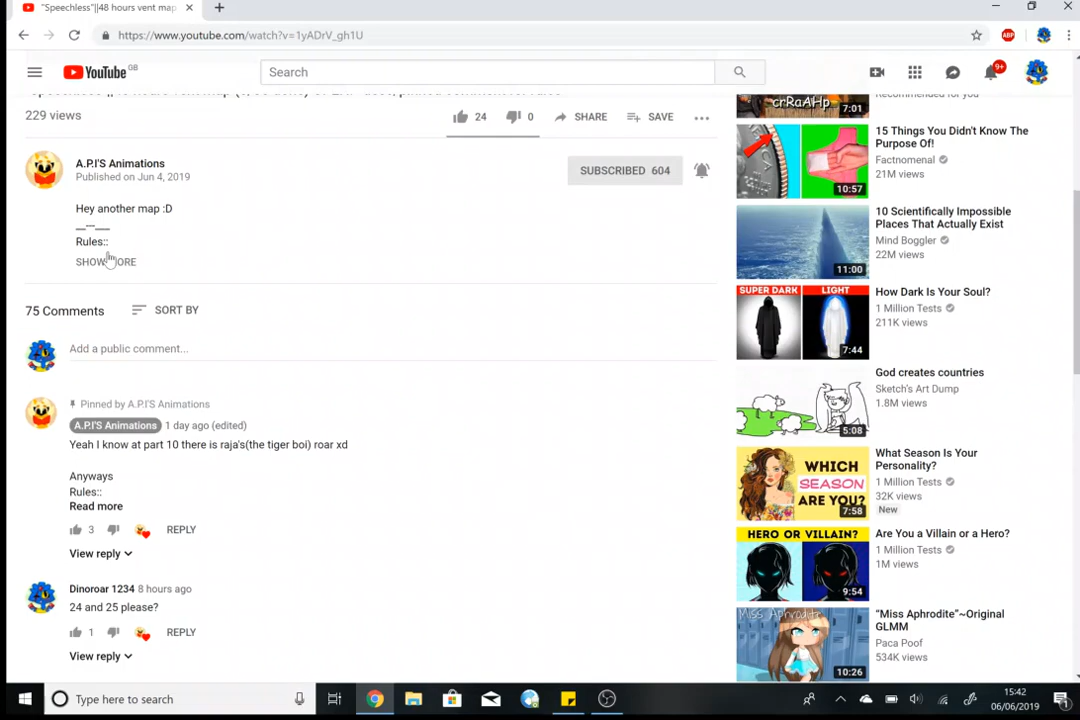 "Speechless"||48 hours vent map
https://www.youtube.com/watch?v=1yADrV_gh1U
ABP
YouTube GB
Search
9+
229 views
24
0
SHARE
SAVE
A.P.I'S Animations
Published on Jun 4, 2019
SUBSCRIBED 604
Hey another map :D
Rules::
SHOW MORE
75 Comments
SORT BY
Add a public comment...
Pinned by A.P.I'S Animations
A.P.I'S Animations 1 day ago (edited)
Yeah I know at part 10 there is raja's(the tiger boi) roar xd
Anyways
Rules::
Read more
3
REPLY
View reply
Dinoroar 1234 8 hours ago
24 and 25 please?
1
REPLY
View reply
crRaAHp
7:01
Recommended for you
10:57
15 Things You Didn't Know The
Purpose Of!
Factnomenal
21M views
11:00
10 Scientifically Impossible
Places That Actually Exist
Mind Boggler
22M views
SUPER DARK
LIGHT
7:44
How Dark Is Your Soul?
1 Million Tests
211K views
5:08
God creates countries
Sketch's Art Dump
1.8M views
WHICH
SEASON
ARE YOU?
7:58
What Season Is Your
Personality?
1 Million Tests
32K views
New
HERO OR VILLAIN?
9:54
Are You a Villain or a Hero?
1 Million Tests
1M views
Miss Aphrodite
10:26
"Miss Aphrodite"~Original
GLMM
Paca Poof
534K views
Type here to search
15:42
06/06/2019
1